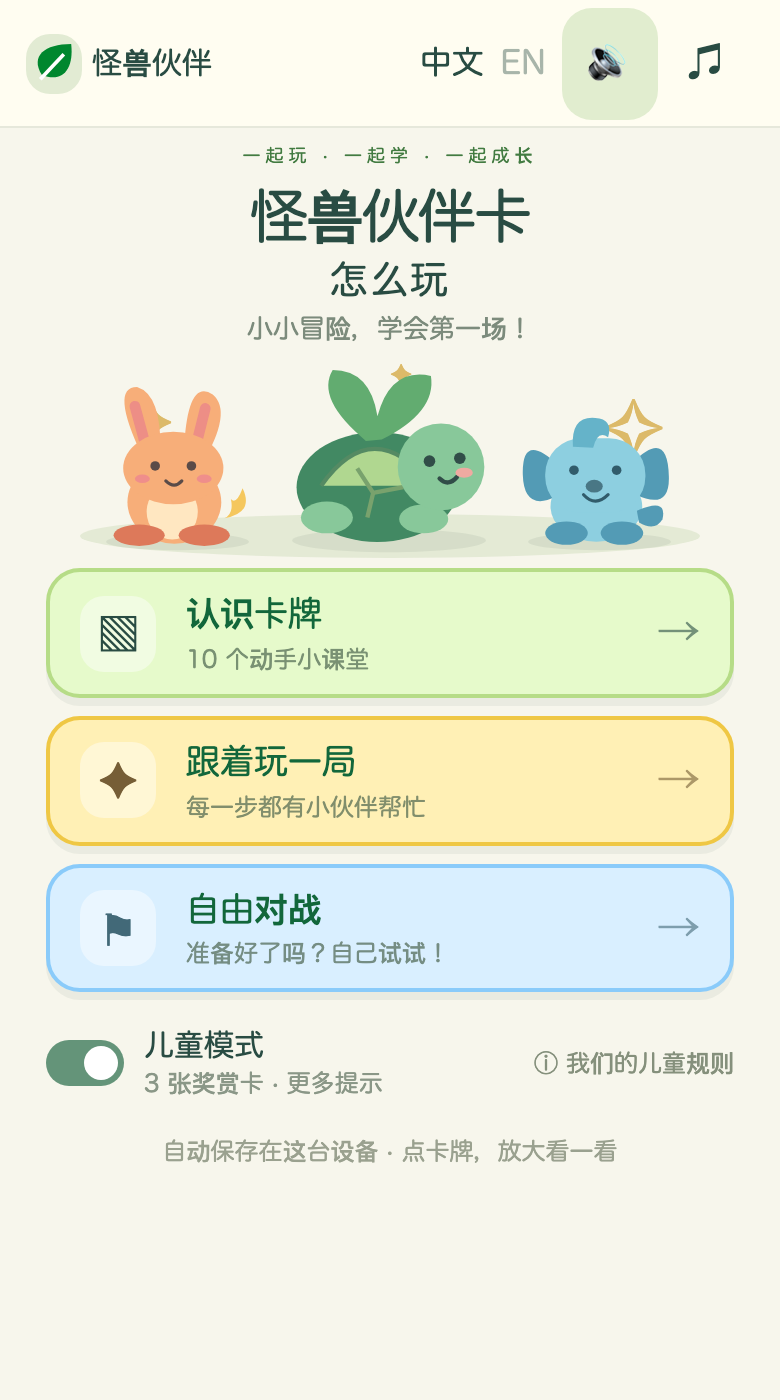 怪兽伙伴
中文 EN
一起玩 · 一起学 · 一起成长
怪兽伙伴卡
怎么玩
小小冒险，学会第一场！
认识卡牌
10 个动手小课堂
跟着玩一局
每一步都有小伙伴帮忙
自由对战
准备好了吗？自己试试！
儿童模式
3 张奖赏卡 · 更多提示
ⓘ 我们的儿童规则
自动保存在这台设备 · 点卡牌，放大看一看